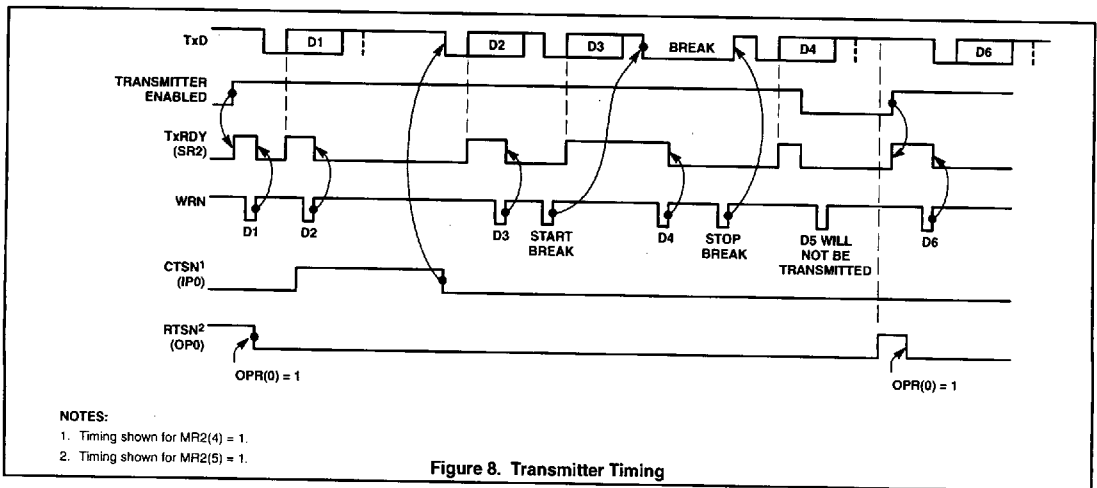 TxD
D1
D2
D3
BREAK
D4
D6
TRANSMITTER
ENABLED
TxRDY
(SR2)
WRN
D1
D2
D3
START
BREAK
D4
STOP
BREAK
D5 WILL
NOT BE
TRANSMITTED
D6
CTSN1
(IP0)
RTSN2
(OP0)
OPR(0) = 1
OPR(0) = 1
NOTES:
1. Timing shown for MR2(4) = 1.
2. Timing shown for MR2(5) = 1.
Figure 8. Transmitter Timing